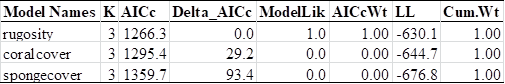 Model Names K AICc Delta_AICc ModelLik AICcWt LL Cum.Wt
rugosity 3 1266.3 0.0 1.0 1.00 -630.1 1.00
coralcover 3 1295.4 29.2 0.0 0.00 -644.7 1.00
spongecover 3 1359.7 93.4 0.0 0.00 -676.8 1.00